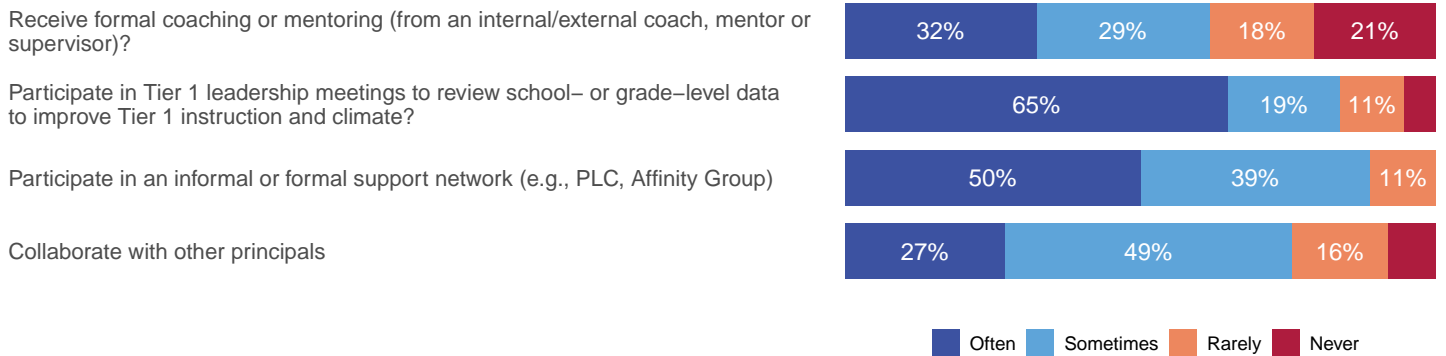 Receive formal coaching or mentoring (from an internal/external coach, mentor or
supervisor)?
32% 29% 18% 21%
Participate in Tier 1 leadership meetings to review school− or grade−level data
to improve Tier 1 instruction and climate?
65% 19% 11%
Participate in an informal or formal support network (e.g., PLC, Affinity Group)
50% 39% 11%
Collaborate with other principals
27% 49% 16%
Often Sometimes Rarely Never